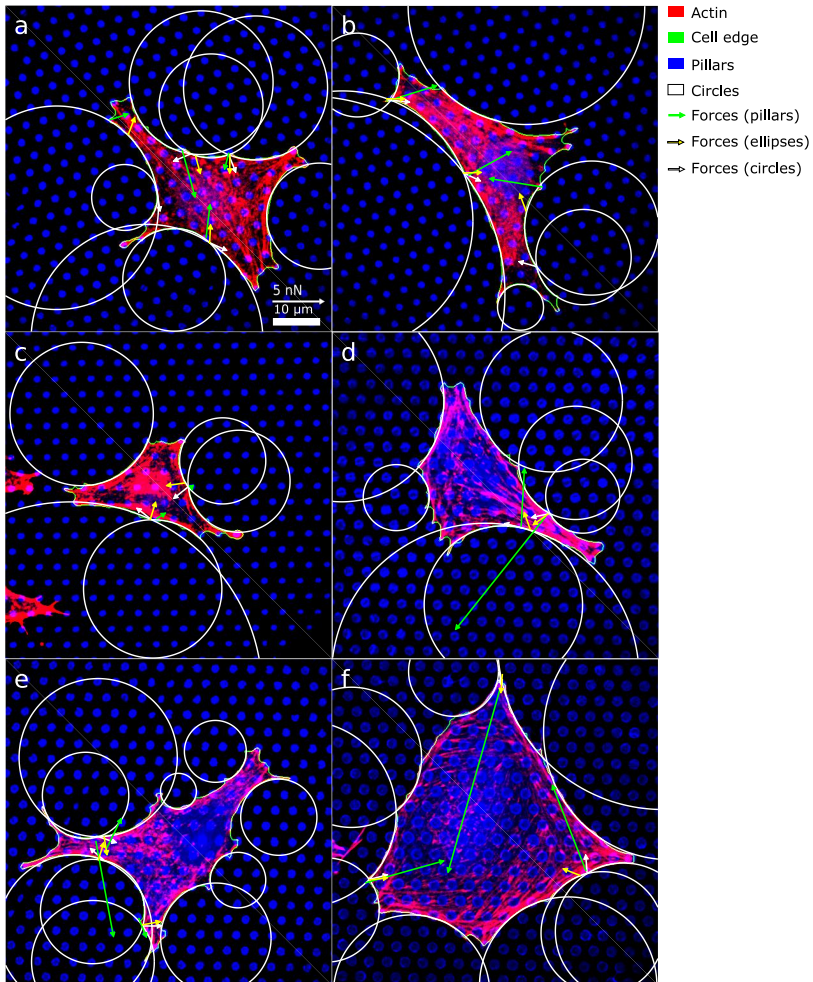 a
b
Actin
Cell edge
Pillars
Circles
Forces (pillars)
Forces (ellipses)
Forces (circles)
5 nN
10 μm
c
d
e
f